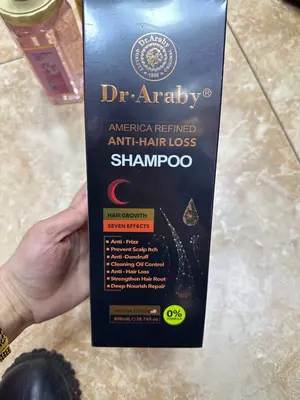 Dr.Araby
1996
Dr·Araby®
AMERICA REFINED
ANTI-HAIR LOSS
SHAMPOO
HAIR GROWTH
SEVEN EFFECTS
• Anti - Frizz
• Prevent Scalp Itch
• Anti -Dandruff
• Cleaning Oil Control
• Anti - Hair Loss
• Strengthen Hair Root
• Deep Nourish Repair
0%